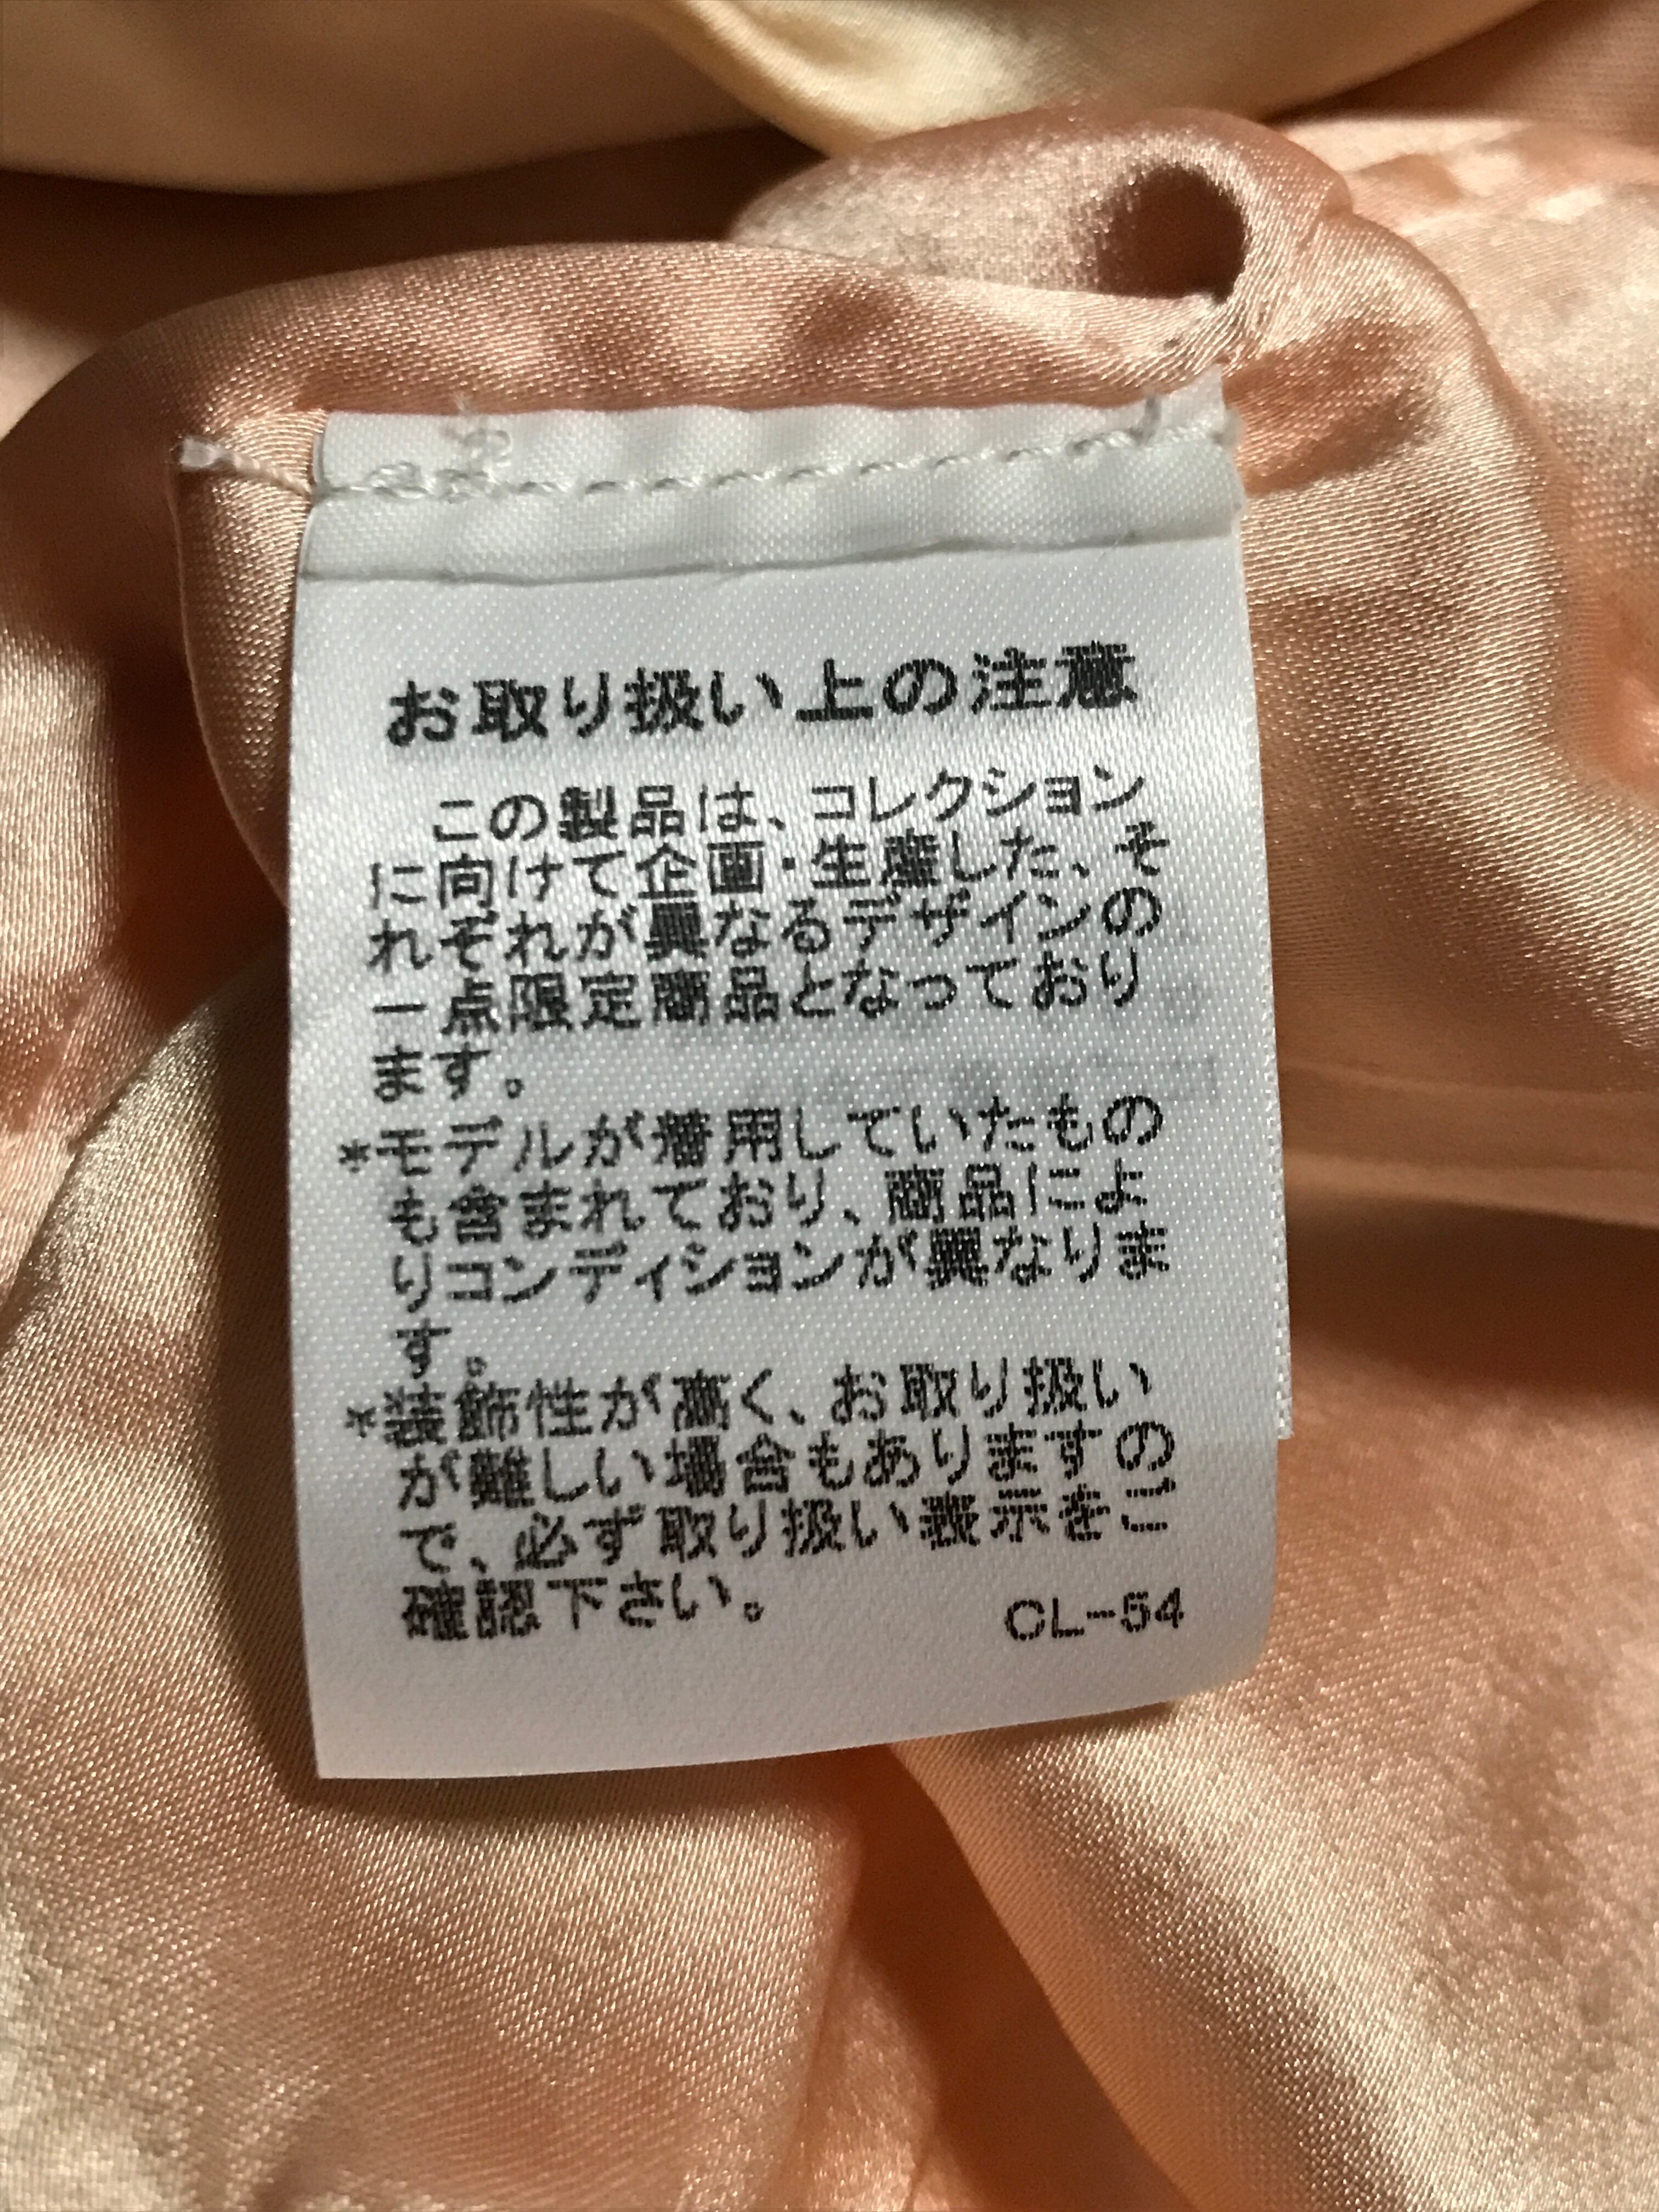 お取り扱い上の注意
この製品は、コレクション
に向けて企画・生産した、そ
れぞれが異なるデザインの
一点限定商品となっており
ます。
*モデルが着用していたもの
も含まれており、商品によ
りコンディションが異なりま
す。
*装飾性が高く、お取り扱い
が難しい場合もありますの
で、必ず取り扱い表示をご
確認下さい。
CL-54